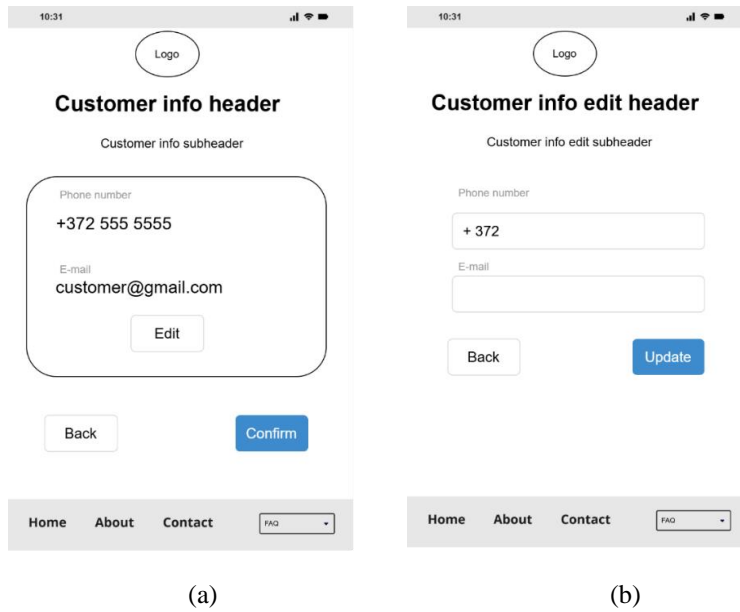 10:31
Logo
Customer info header
Customer info subheader
Phone number
+372 555 5555
E-mail
customer@gmail.com
Edit
Back
Confirm
Home About Contact FAQ
(a)
10:31
Logo
Customer info edit header
Customer info edit subheader
Phone number
+ 372
E-mail
Back
Update
Home About Contact FAQ
(b)